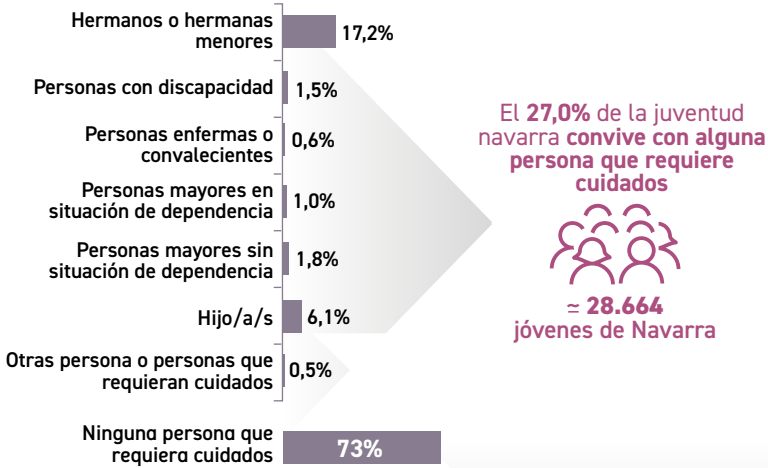 Hermanos o hermanas
menores
17,2%
Personas con discapacidad
1,5%
Personas enfermas o
convalecientes
0,6%
Personas mayores en
situación de dependencia
1,0%
Personas mayores sin
situación de dependencia
1,8%
Hijo/a/s
6,1%
Otras persona o personas que
requieran cuidados
0,5%
Ninguna persona que
requiera cuidados
73%
El 27,0% de la juventud
navarra convive con alguna
persona que requiere
cuidados
≃ 28.664
jóvenes de Navarra